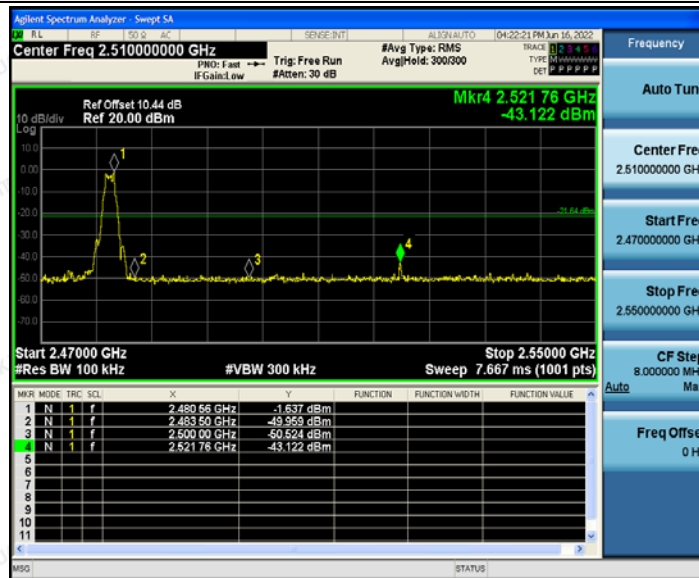 Agilent Spectrum Analyzer - Swept SA
RL RF 50 Ω AC SENSE:INT ALIGNAUTO 04:22:21 PM Jun 16, 2022
Center Freq 2.510000000 GHz
PNO: Fast
IFGain:Low
Trig: Free Run
#Atten: 30 dB
#Avg Type: RMS
Avg|Hold: 300/300
TRACE 1 2 3 4 5 6
TYPE M
DET P P P P P P
Frequency
Auto Tun
Center Fre
2.510000000 GH
Start Fre
2.470000000 GH
Stop Fre
2.550000000 GH
CF Step
8.000000 MH
Auto Ma
Freq Offse
0 H
Mkr4 2.521 76 GHz
-43.122 dBm
Ref Offset 10.44 dB
10 dB/div Ref 20.00 dBm
Log
10.0
0.00
-10.0
-20.0
-30.0
-40.0
-50.0
-60.0
-70.0
1
2
3
4
-21.64 dBm
Start 2.47000 GHz Stop 2.55000 GHz
#Res BW 100 kHz #VBW 300 kHz Sweep 7.667 ms (1001 pts)
MKR MODE TRC SCL X Y FUNCTION FUNCTION WIDTH FUNCTION VALUE
1 N 1 f 2.480 56 GHz -1.637 dBm
2 N 1 f 2.483 50 GHz -49.959 dBm
3 N 1 f 2.500 00 GHz -50.524 dBm
4 N 1 f 2.521 76 GHz -43.122 dBm
5
6
7
8
9
10
11
MSG STATUS